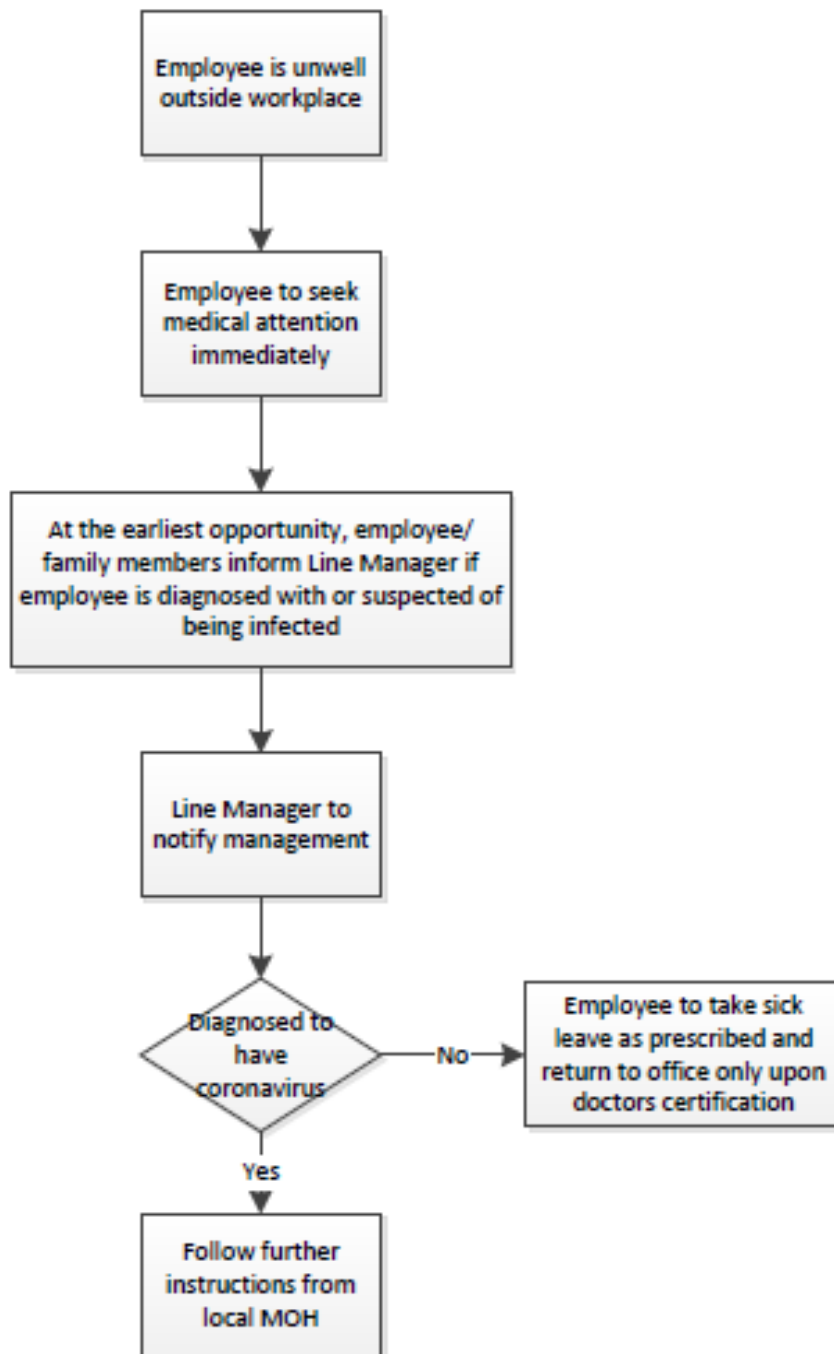 Employee is unwell
outside workplace
Employee to seek
medical attention
immediately
At the earliest opportunity, employee/
family members inform Line Manager if
employee is diagnosed with or suspected of
being infected
Line Manager to
notify management
Diagnosed to
have
coronavirus
No
Employee to take sick
leave as prescribed and
return to office only upon
doctors certification
Yes
Follow further
instructions from
local MOH